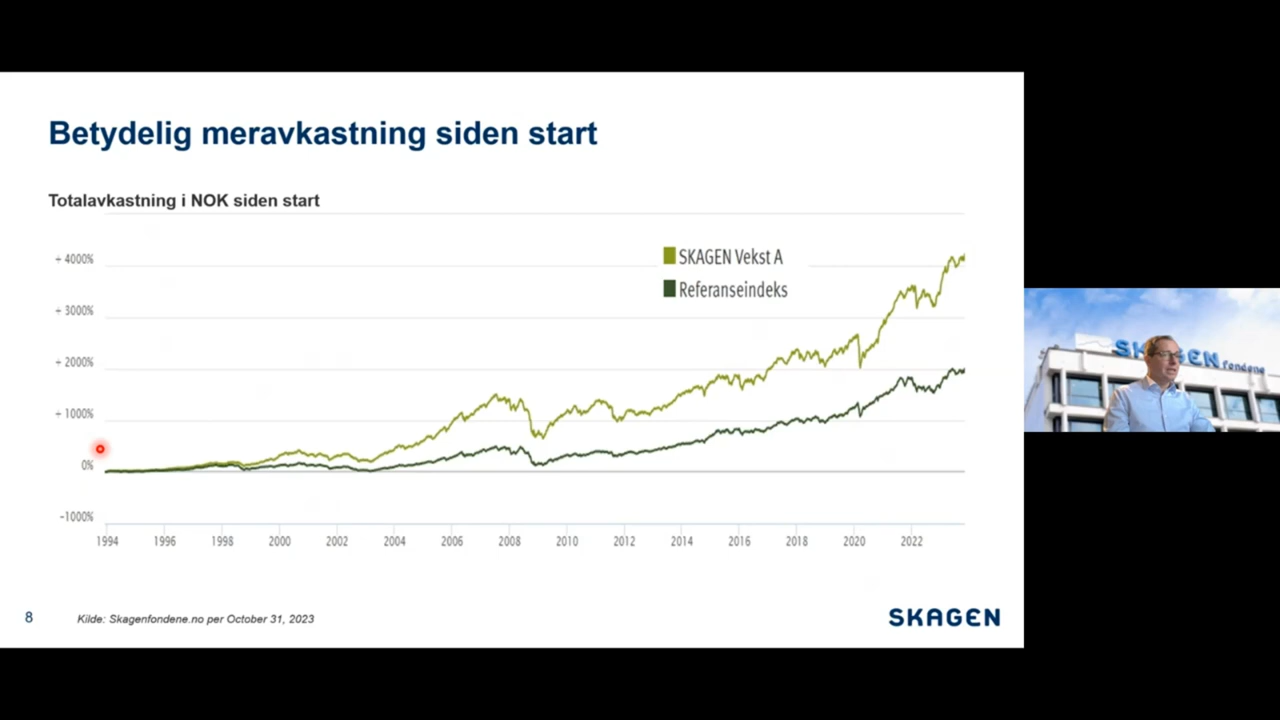 Betydelig meravkastning siden start
Totalavkastning i NOK siden start
SKAGEN Vekst A
Referanseindeks
+ 4000%
+ 3000%
+ 2000%
+ 1000%
0%
-1000%
1994 1996 1998 2000 2002 2004 2006 2008 2010 2012 2014 2016 2018 2020 2022
8
Kilde: Skagenfondene.no per October 31, 2023
SKAGEN
fondene